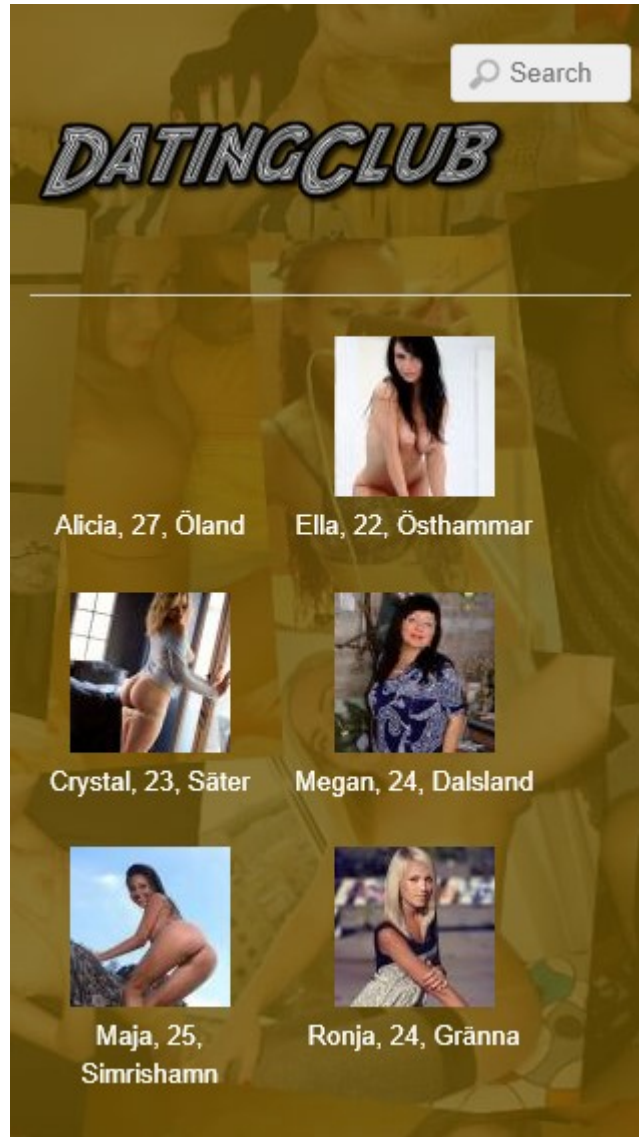 Search
DATINGCLUB
Alicia, 27, Öland
Ella, 22, Östhammar
Crystal, 23, Säter
Megan, 24, Dalsland
Maja, 25,
Simrishamn
Ronja, 24, Gränna